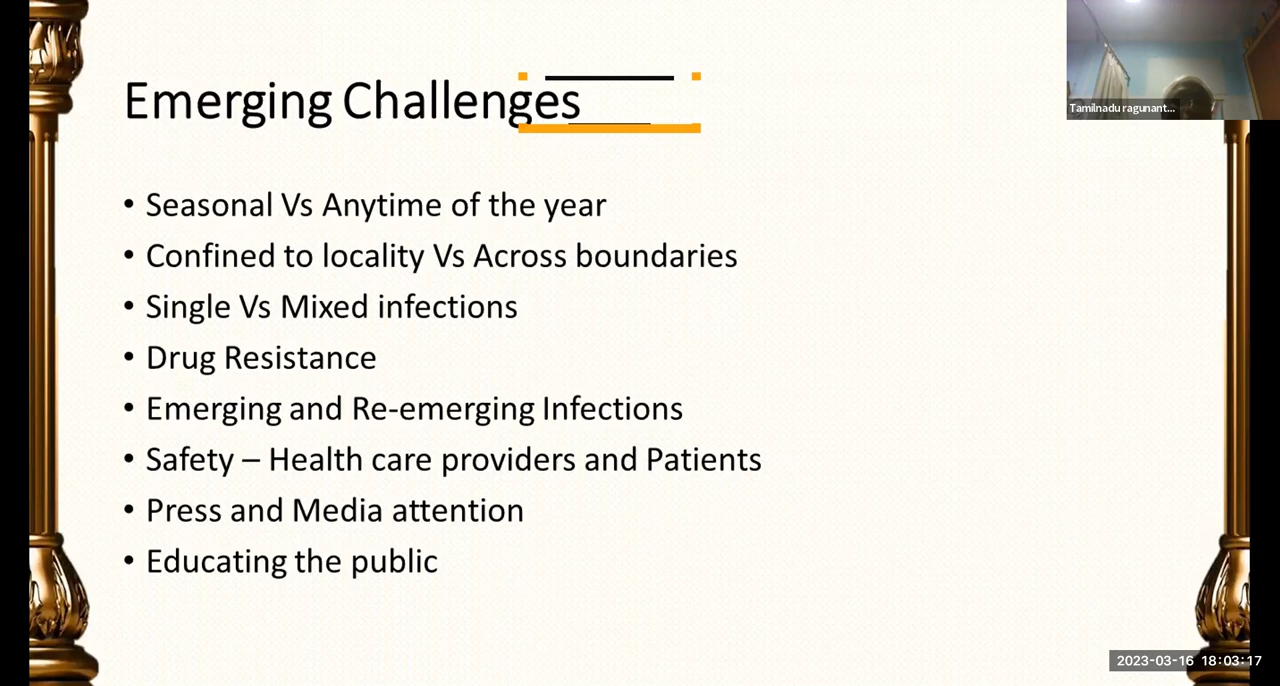 Emerging Challenges
Tamilnadu ragunant...
• Seasonal Vs Anytime of the year
• Confined to locality Vs Across boundaries
• Single Vs Mixed infections
• Drug Resistance
• Emerging and Re-emerging Infections
• Safety – Health care providers and Patients
• Press and Media attention
• Educating the public
2023-03-16 18:03:17